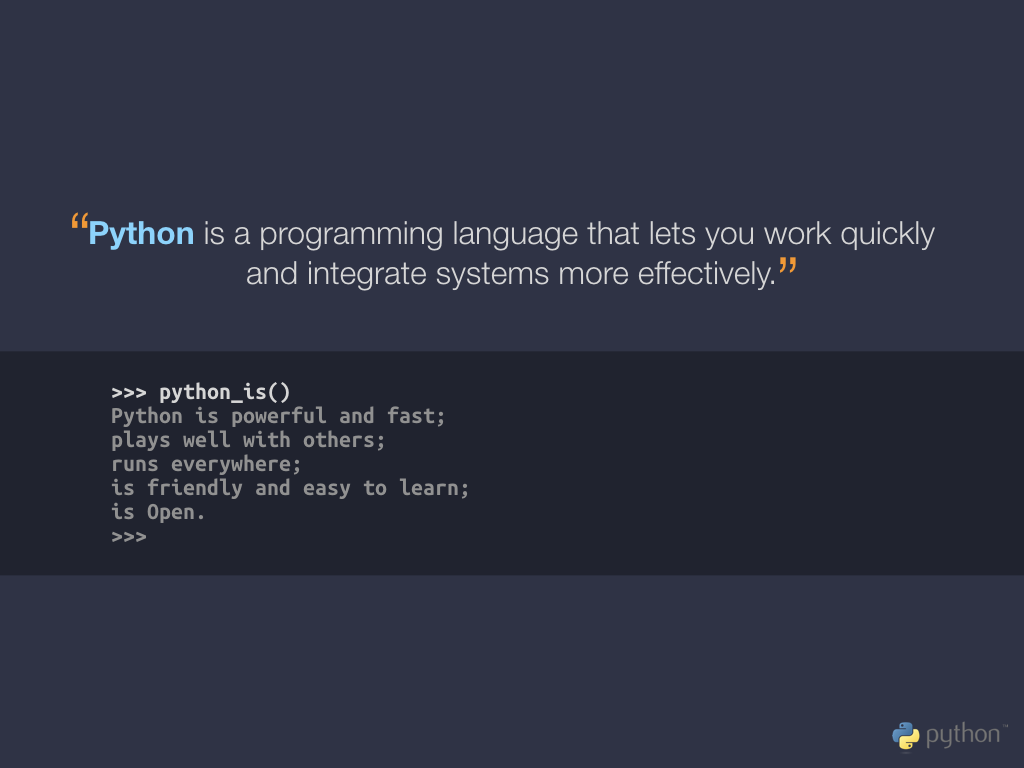 “Python is a programming language that lets you work quickly
and integrate systems more effectively.”
>>> python_is()
Python is powerful and fast;
plays well with others;
runs everywhere;
is friendly and easy to learn;
is Open.
>>>
python™